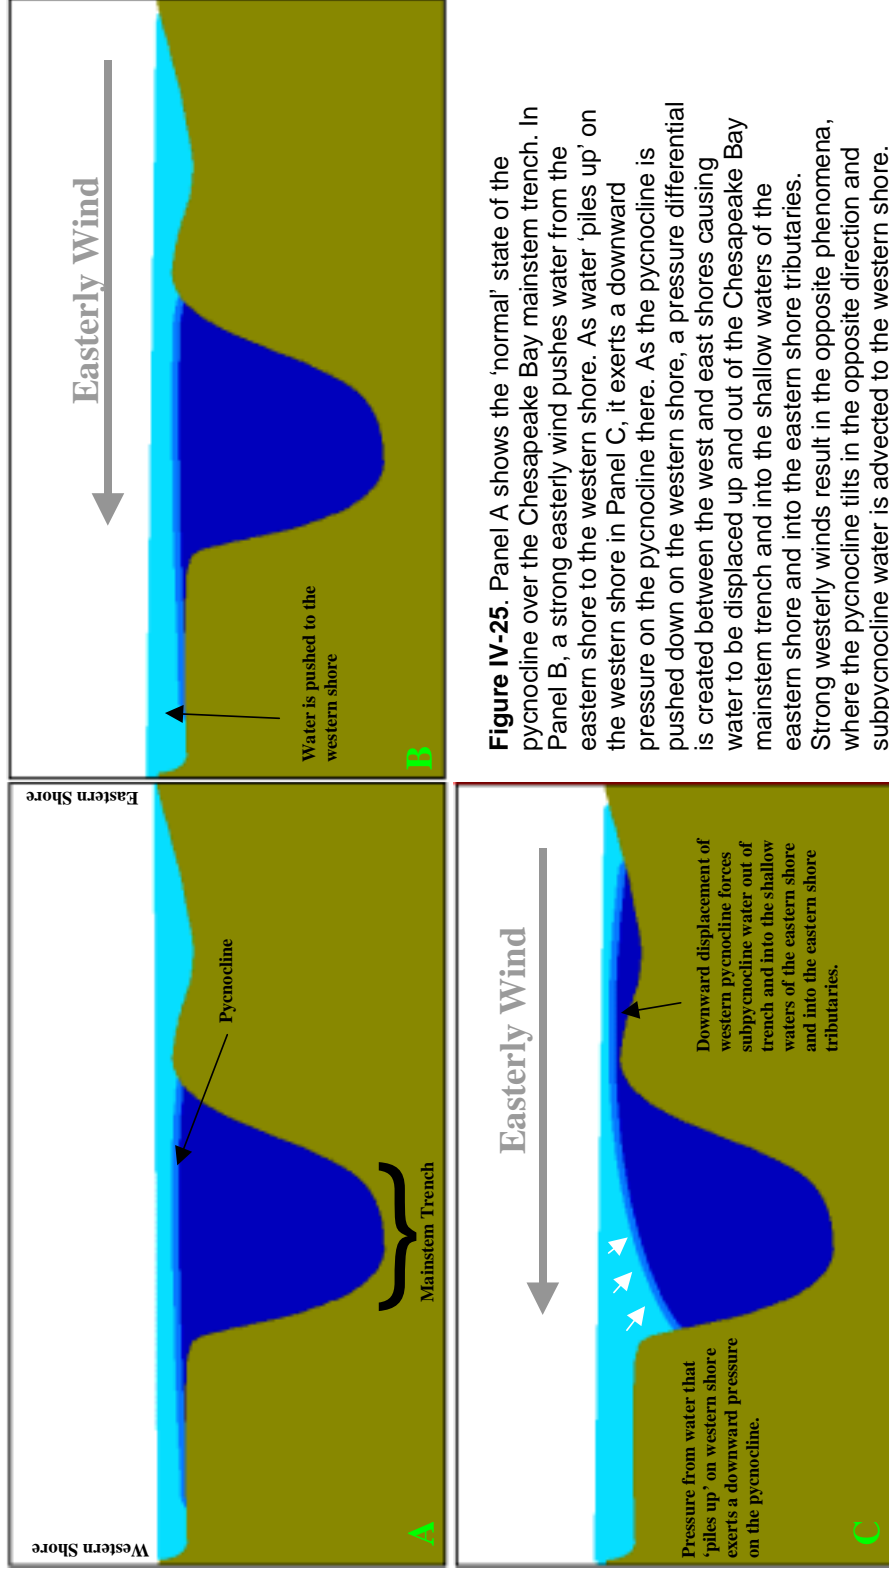 Western Shore
Eastern Shore
Pycnocline
Mainstem Trench
A
Easterly Wind
Water is pushed to the
western shore
B
Easterly Wind
Pressure from water that
‘piles up’ on western shore
exerts a downward pressure
on the pycnocline.
Downward displacement of
western pycnocline forces
subpycnocline water out of
trench and into the shallow
waters of the eastern shore
and into the eastern shore
tributaries.
C
Figure IV-25. Panel A shows the ‘normal’ state of the
pycnocline over the Chesapeake Bay mainstem trench. In
Panel B, a strong easterly wind pushes water from the
eastern shore to the western shore. As water ‘piles up’ on
the western shore in Panel C, it exerts a downward
pressure on the pycnocline there. As the pycnocline is
pushed down on the western shore, a pressure differential
is created between the west and east shores causing
water to be displaced up and out of the Chesapeake Bay
mainstem trench and into the shallow waters of the
eastern shore and into the eastern shore tributaries.
Strong westerly winds result in the opposite phenomena,
where the pycnocline tilts in the opposite direction and
subpycnocline water is advected to the western shore.